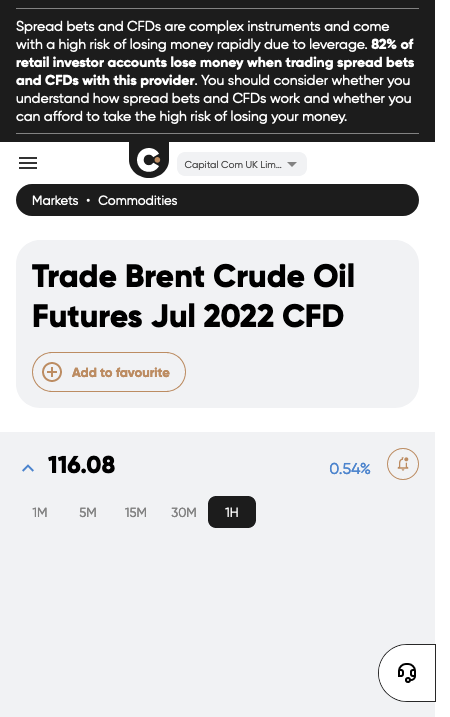 Spread bets and CFDs are complex instruments and come
with a high risk of losing money rapidly due to leverage. 82% of
retail investor accounts lose money when trading spread bets
and CFDs with this provider. You should consider whether you
understand how spread bets and CFDs work and whether you
can afford to take the high risk of losing your money.
Capital Com UK Lim...
Markets • Commodities
Trade Brent Crude Oil
Futures Jul 2022 CFD
Add to favourite
116.08
0.54%
1M 5M 15M 30M 1H